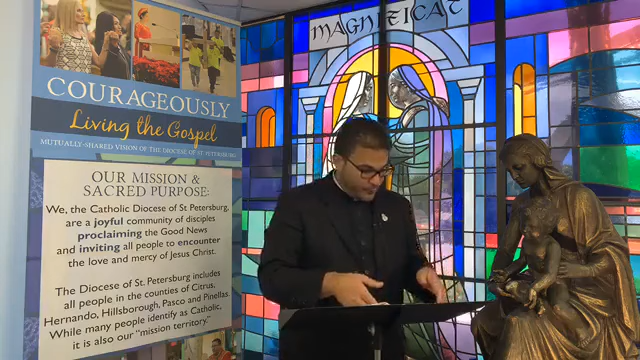 MAGNIFICAT
COURAGEOUSLY
Living the Gospel
MUTUALLY-SHARED VISION OF THE DIOCESE OF ST. PETERSBURG
OUR MISSION &
SACRED PURPOSE:
We, the Catholic Diocese of St Petersburg,
are a joyful community of disciples
proclaiming the Good News
and inviting all people to encounter
the love and mercy of Jesus Christ.
The Diocese of St. Petersburg includes
all people in the counties of Citrus,
Hernando, Hillsborough, Pasco and Pinellas.
While many people identify as Catholic,
it is also our "mission territory".